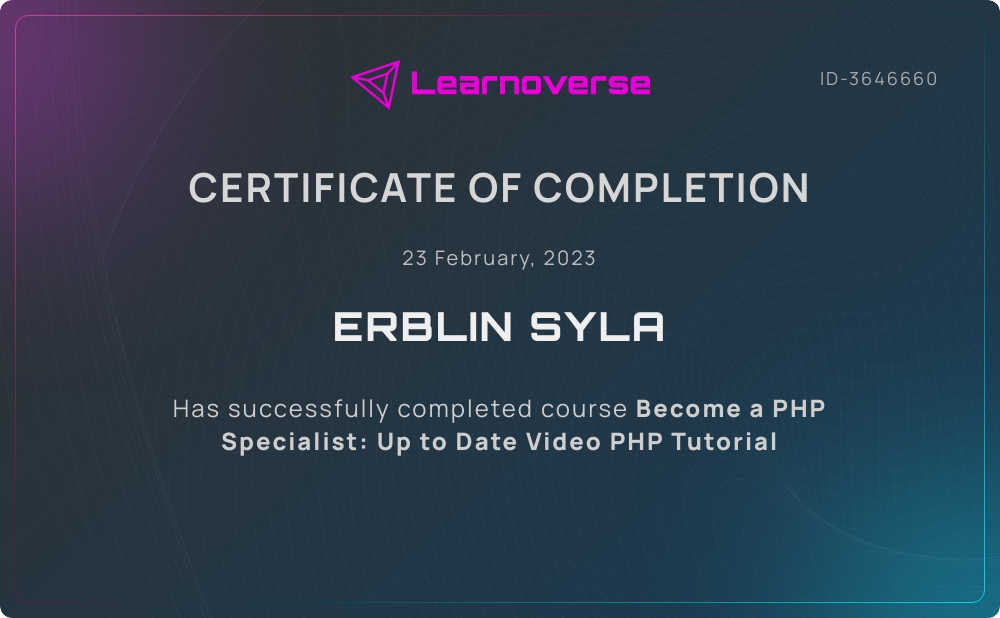 Learnoverse
ID-3646660
CERTIFICATE OF COMPLETION
23 February, 2023
ERBLIN SYLA
Has successfully completed course Become a PHP
Specialist: Up to Date Video PHP Tutorial